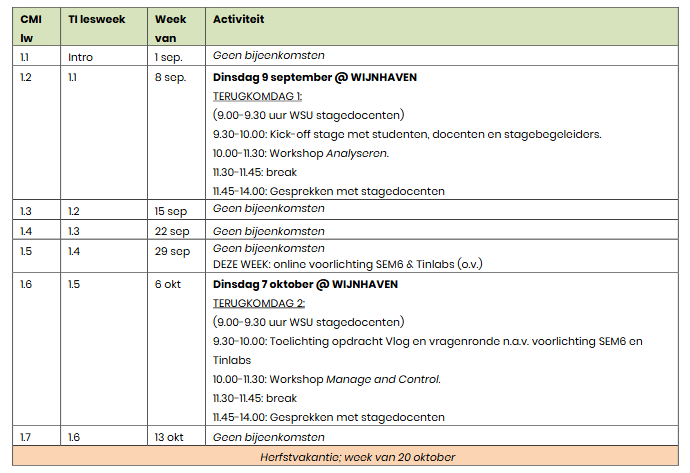 CMI lw TI lesweek Week van Activiteit
1.1 Intro 1 sep. Geen bijeenkomsten
1.2 1.1 8 sep. Dinsdag 9 september @ WIJNHAVEN
TERUGKOMDAG 1:
(9.00-9.30 uur WSU stagedocenten)
9.30-10.00: Kick-off stage met studenten, docenten en stagebegeleiders.
10.00-11.30: Workshop Analyseren.
11.30-11.45: break
11.45-14.00: Gesprekken met stagedocenten
1.3 1.2 15 sep Geen bijeenkomsten
1.4 1.3 22 sep Geen bijeenkomsten
1.5 1.4 29 sep Geen bijeenkomsten
DEZE WEEK: online voorlichting SEM6 & Tinlabs (o.v.)
1.6 1.5 6 okt Dinsdag 7 oktober @ WIJNHAVEN
TERUGKOMDAG 2:
(9.00-9.30 uur WSU stagedocenten)
9.30-10.00: Toelichting opdracht Vlog en vragenronde n.a.v. voorlichting SEM6 en
Tinlabs
10.00-11.30: Workshop Manage and Control.
11.30-11.45: break
11.45-14.00: Gesprekken met stagedocenten
1.7 1.6 13 okt Geen bijeenkomsten
Herfstvakantie; week van 20 oktober